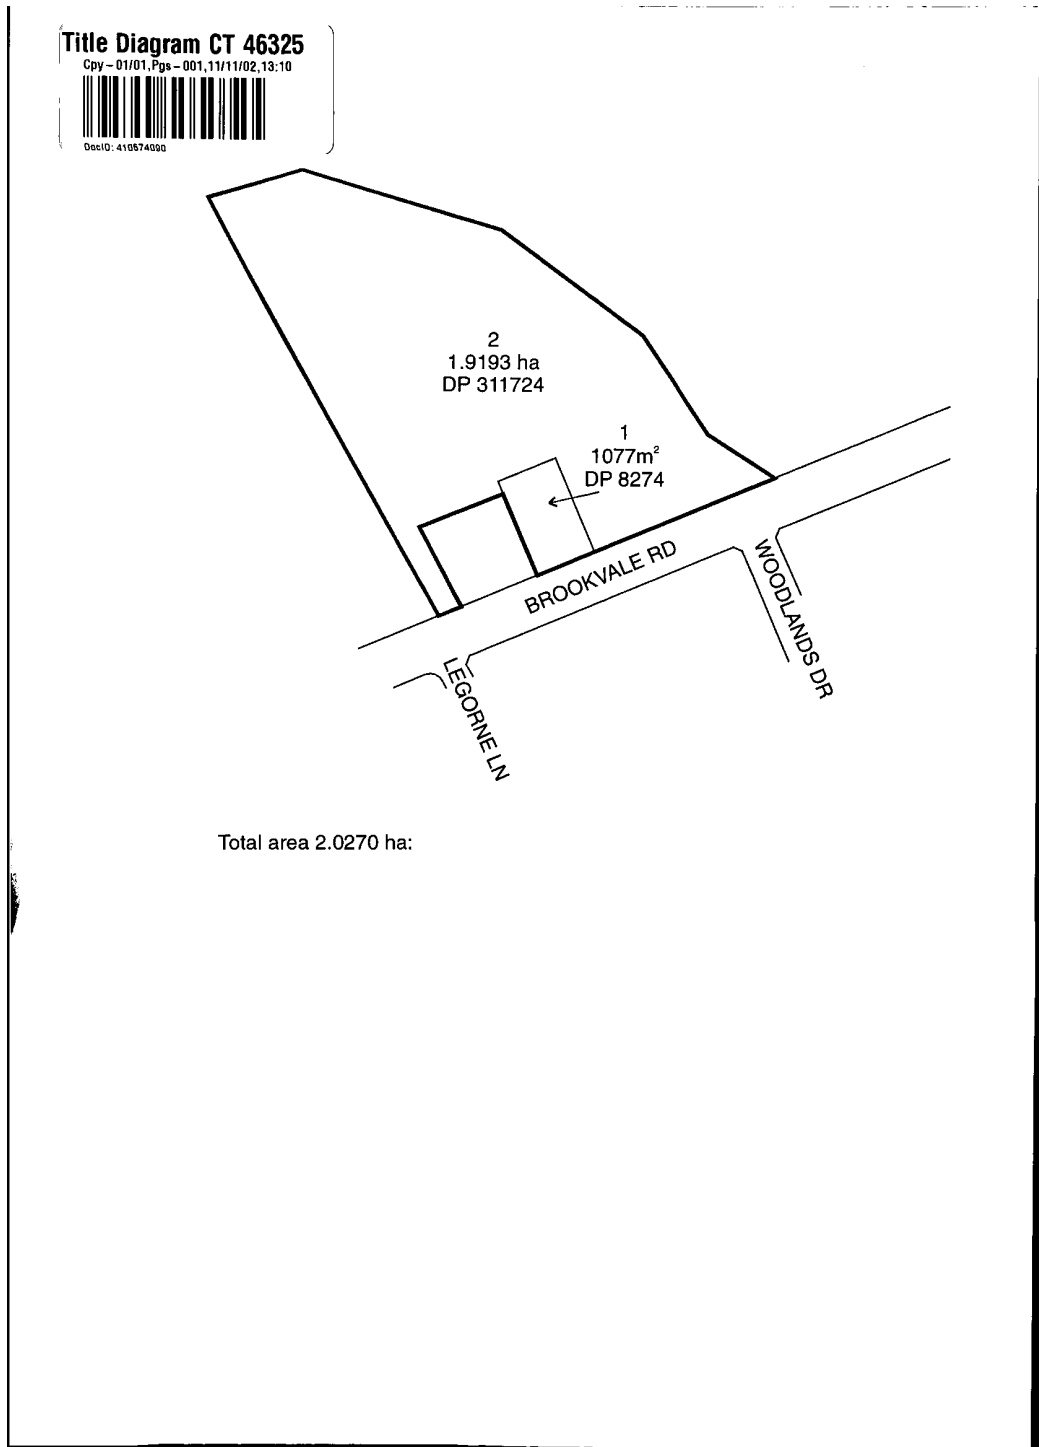 Title Diagram CT 46325
Cpy - 01/01, Pgs - 001, 11/11/02, 13:10
DocID: 410574090
2
1.9193 ha
DP 311724
1
1077m²
DP 8274
BROOKVALE RD
WOODLANDS DR
LEGORNE LN
Total area 2.0270 ha: